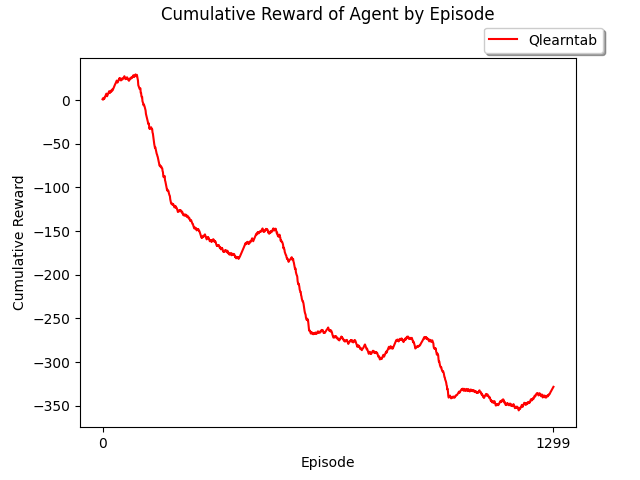 Cumulative Reward of Agent by Episode
Qlearntab
0
−50
−100
−150
−200
−250
−300
−350
Cumulative Reward
0
1299
Episode